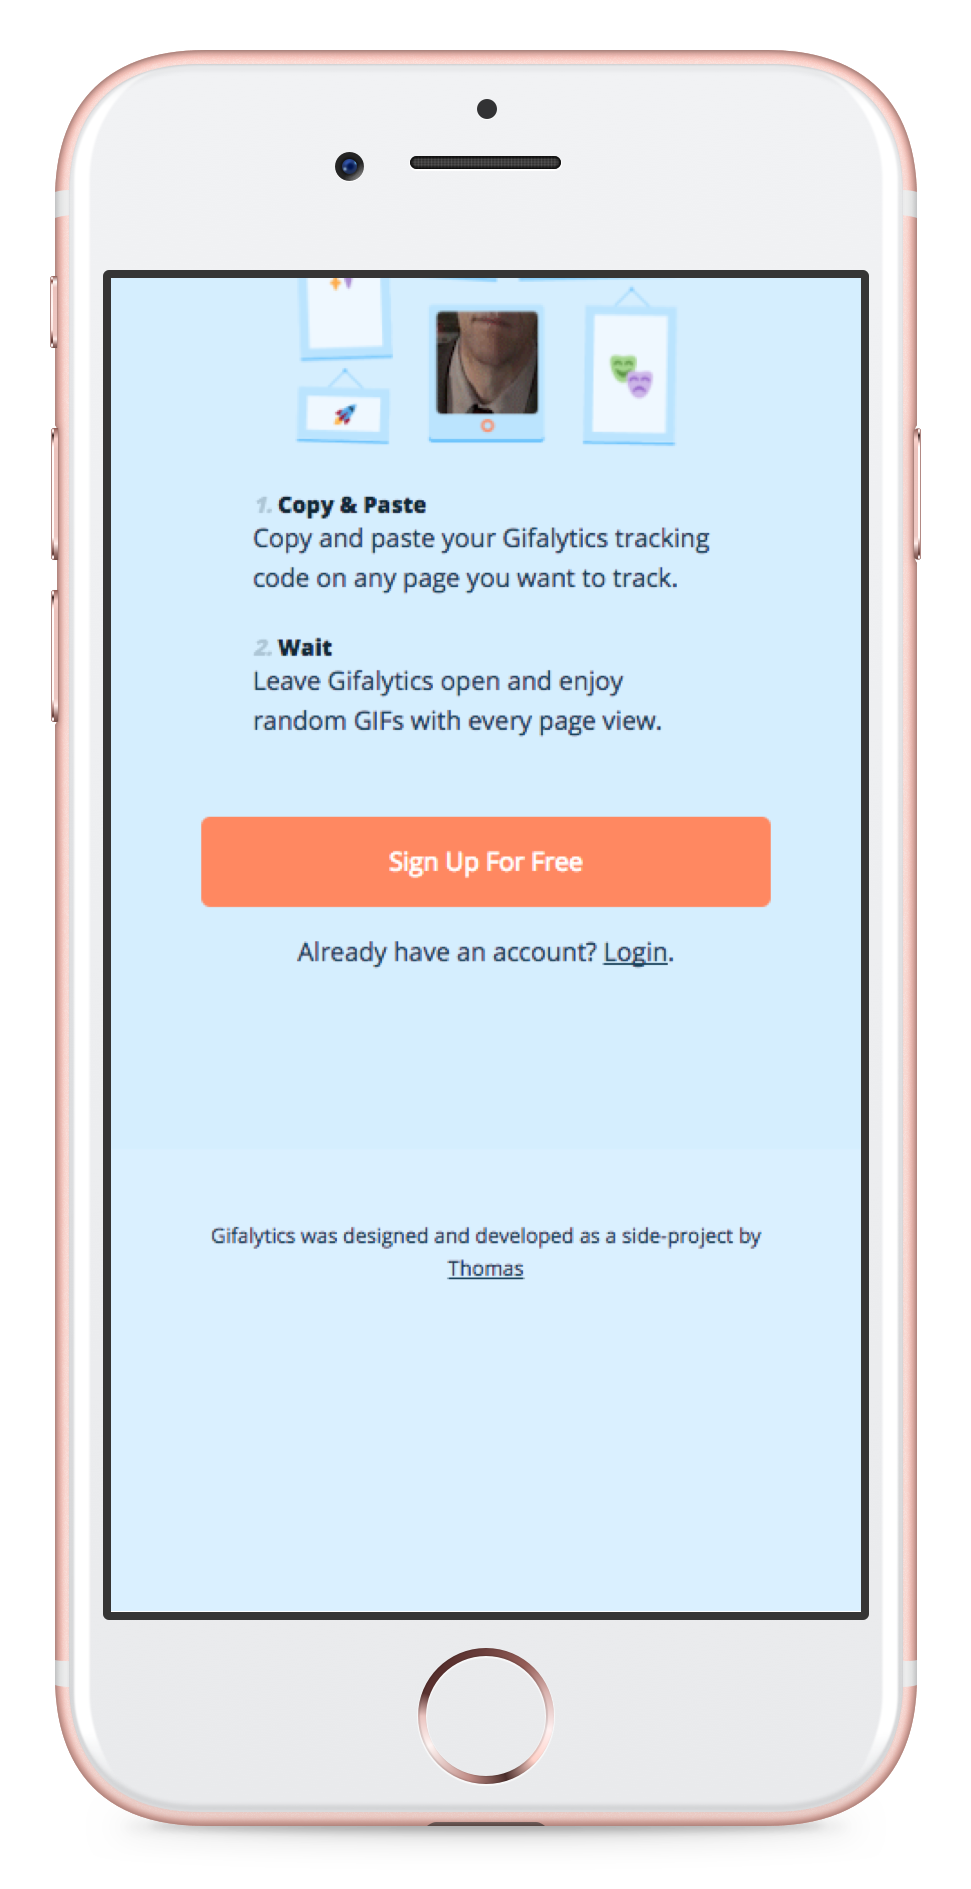 1. Copy & Paste
Copy and paste your Gifalytics tracking
code on any page you want to track.
2. Wait
Leave Gifalytics open and enjoy
random GIFs with every page view.
Sign Up For Free
Already have an account? Login.
Gifalytics was designed and developed as a side-project by
Thomas